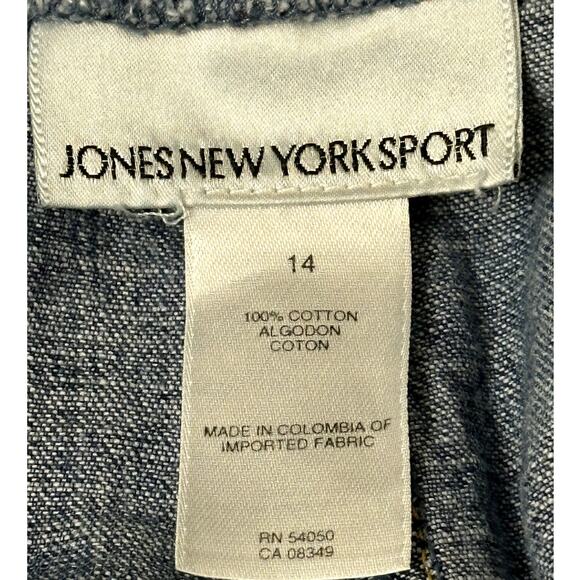 JONES NEW YORK SPORT
14
100% COTTON
ALGODON
COTON
MADE IN COLOMBIA OF
IMPORTED FABRIC
RN 54050
CA 08349